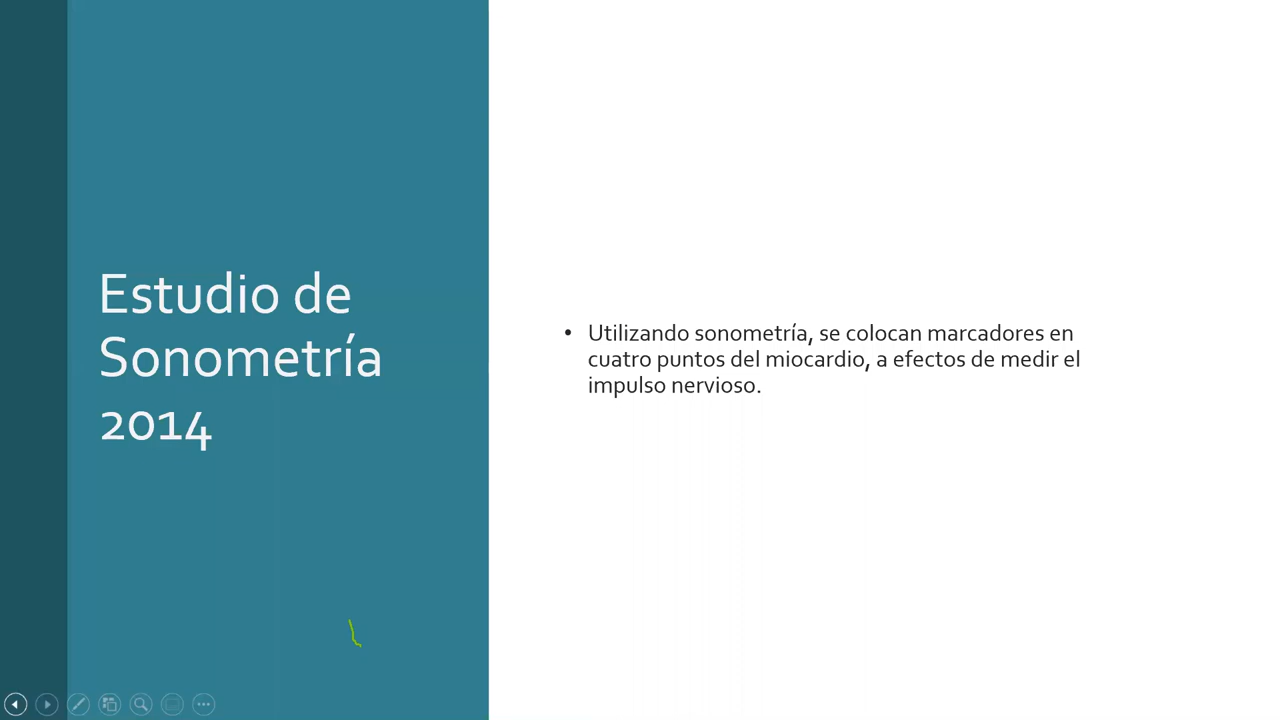 Estudio de
Sonometría
2014
• Utilizando sonometría, se colocan marcadores en
cuatro puntos del miocardio, a efectos de medir el
impulso nervioso.